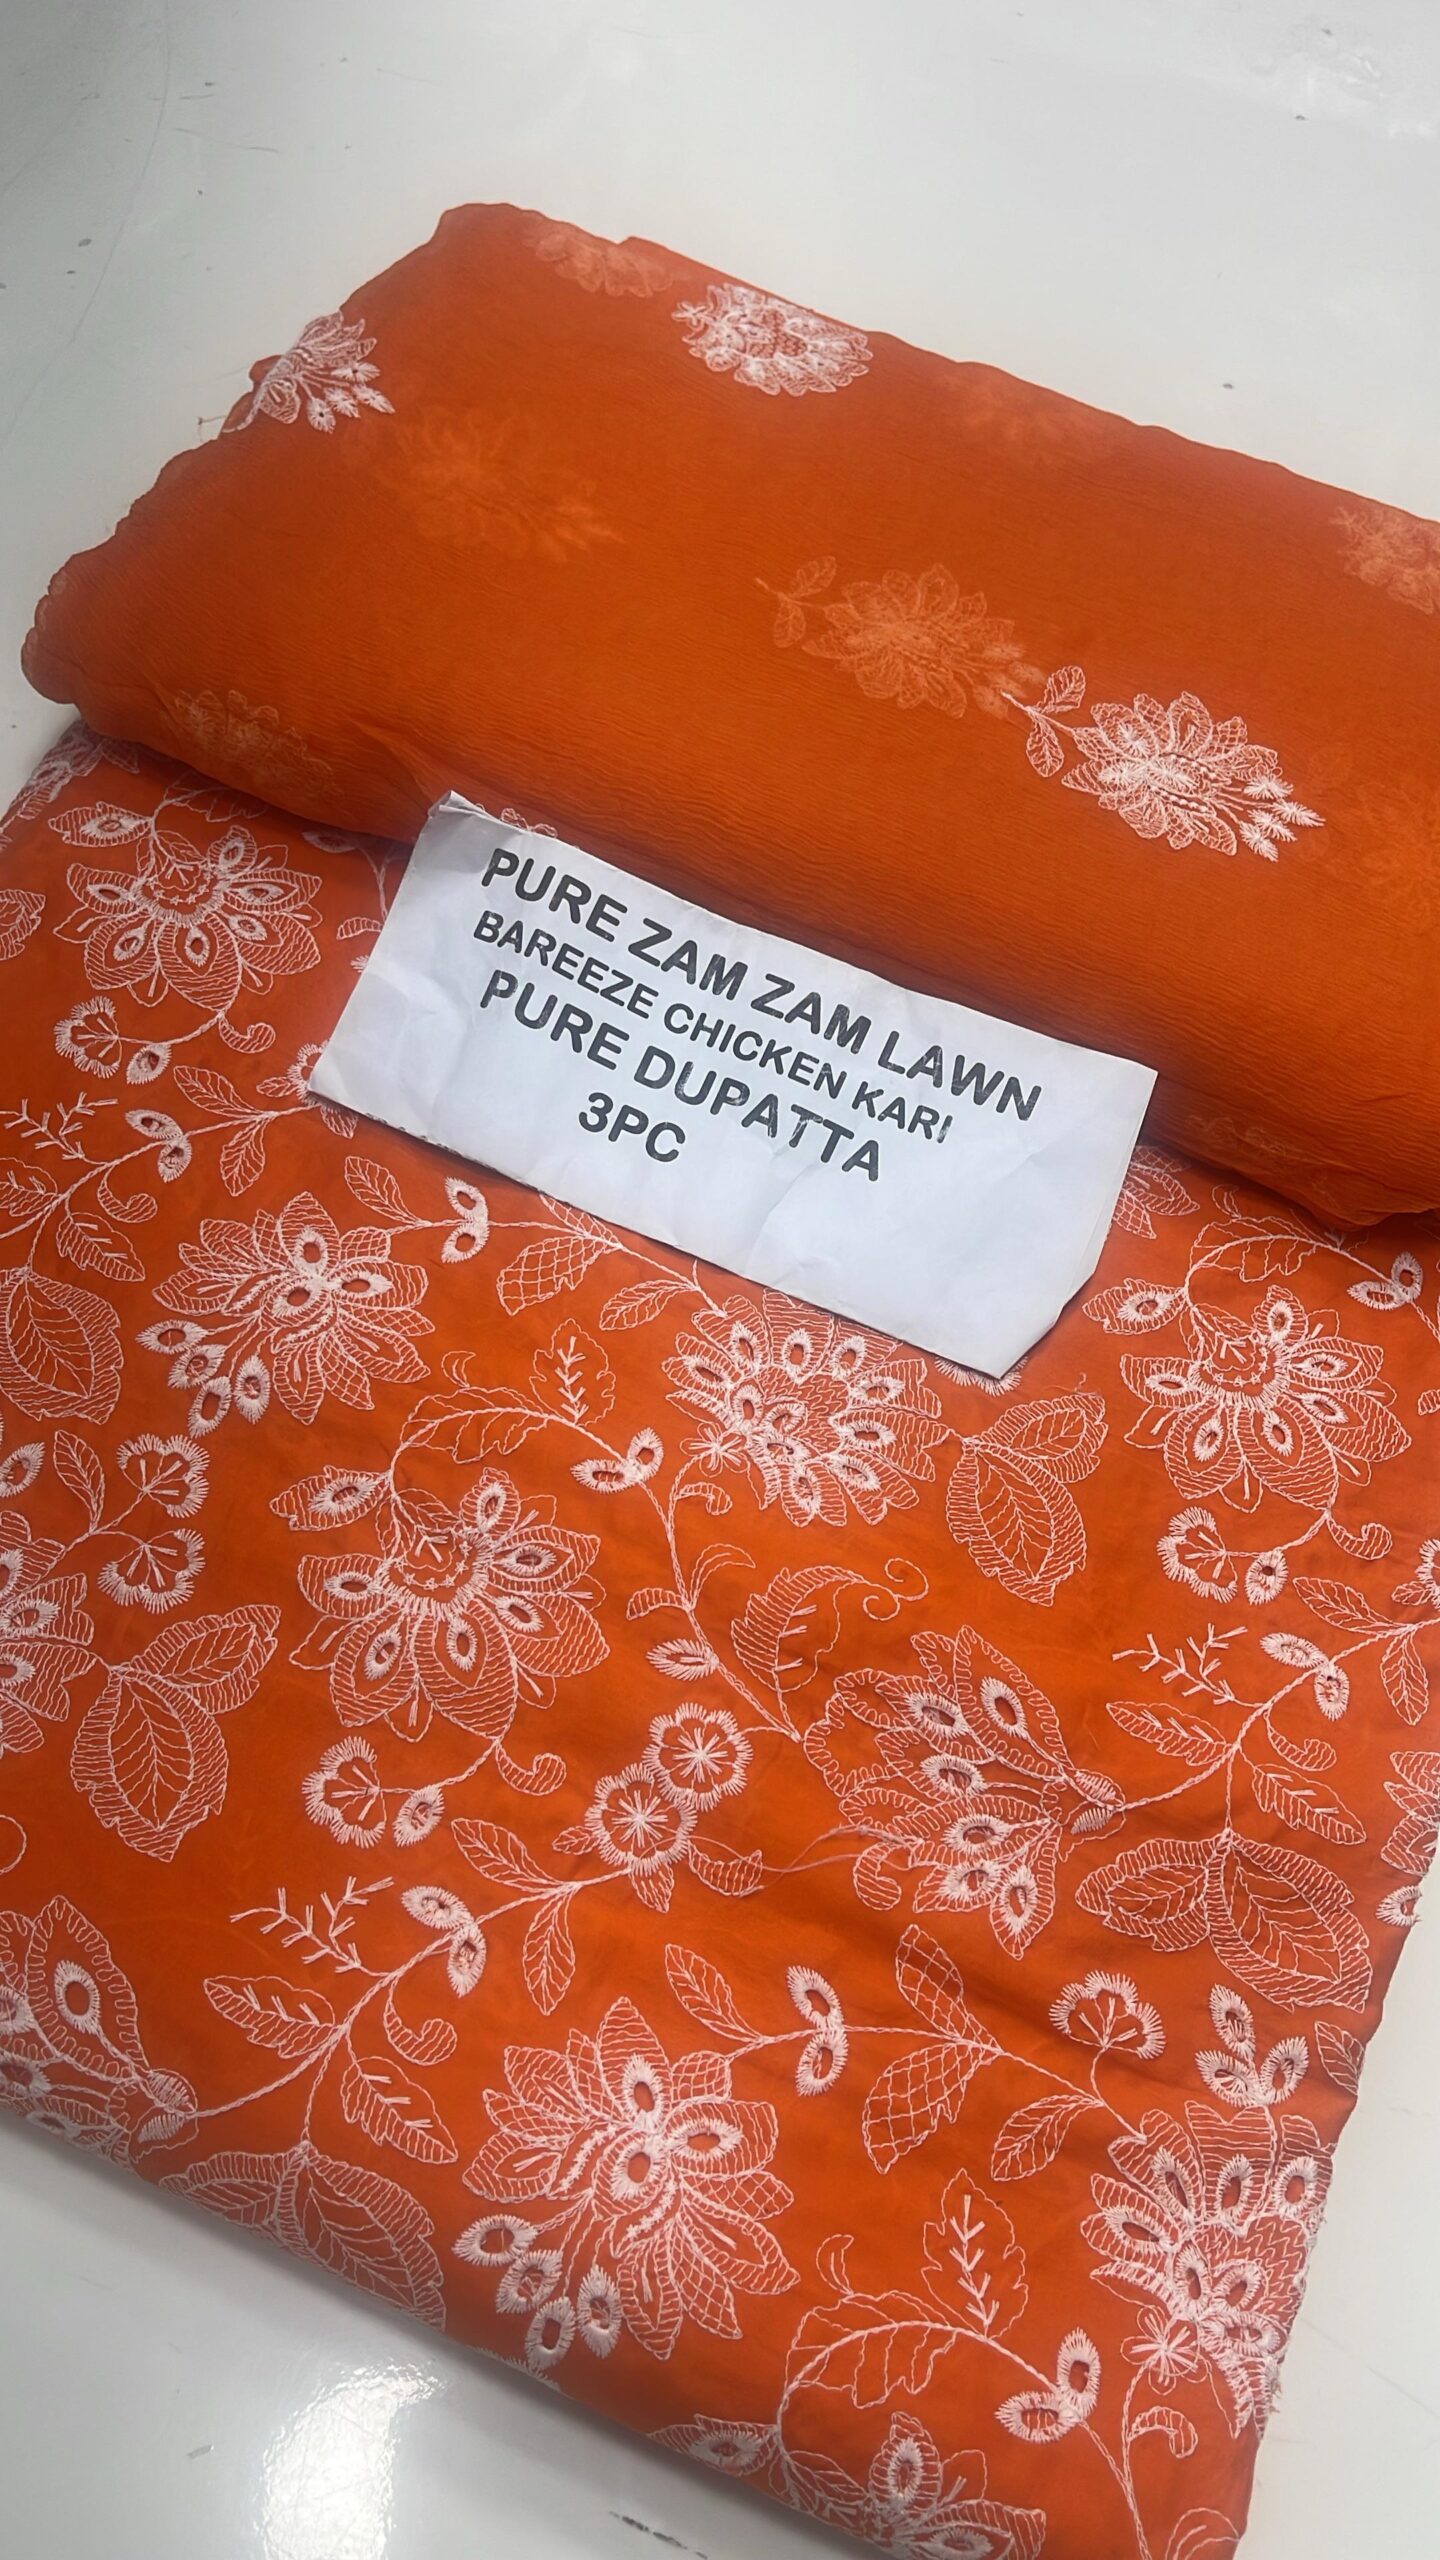 PURE ZAM ZAM LAWN
BAREEZE CHICKEN KARI
PURE DUPATTA
3PC